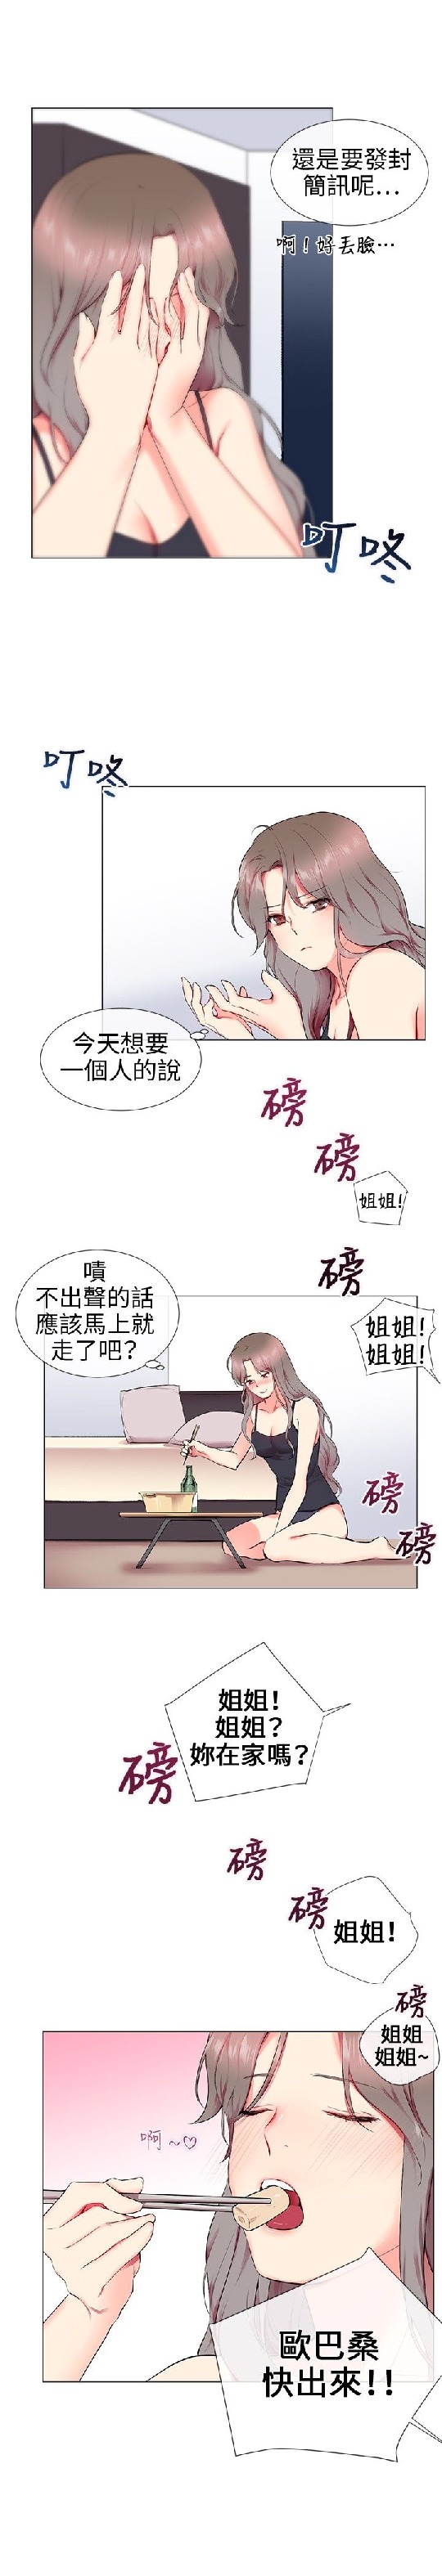 還是要發封
簡訊呢...
啊！好丟臉…
叮咚
叮咚
今天想要
一個人的說
磅
磅
姐姐!
磅
嘖
不出聲的話
應該馬上就
走了吧?
姐姐!
姐姐!
磅
磅
姐姐!
姐姐?
妳在家嗎?
磅
磅
磅
姐姐!
磅
姐姐
姐姐~
啊~♡
歐巴桑
快出來!!